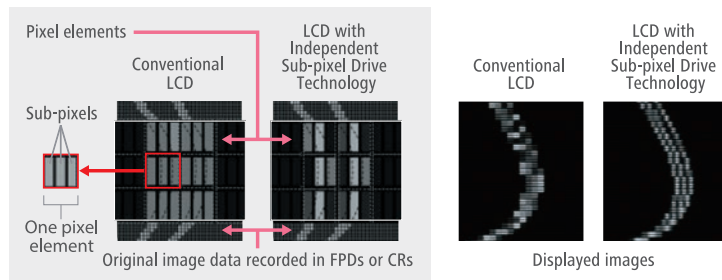 Pixel elements
Conventional
LCD
LCD with
Independent
Sub-pixel Drive
Technology
Sub-pixels
One pixel
element
Original image data recorded in FPDs or CRs
Conventional
LCD
LCD with
Independent
Sub-pixel Drive
Technology
Displayed images